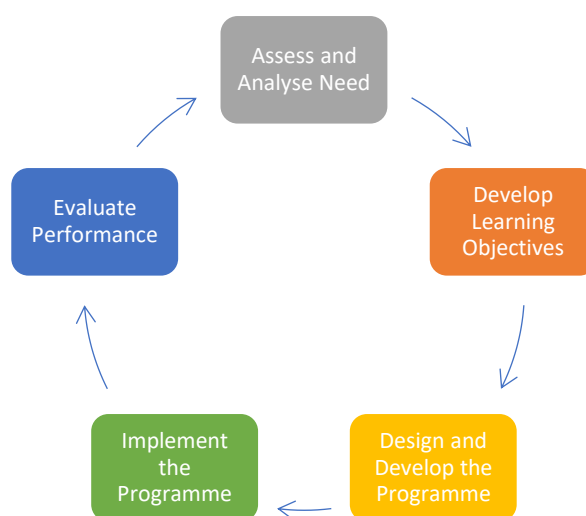 Assess and
Analyse Need
Develop
Learning
Objectives
Design and
Develop the
Programme
Implement
the
Programme
Evaluate
Performance